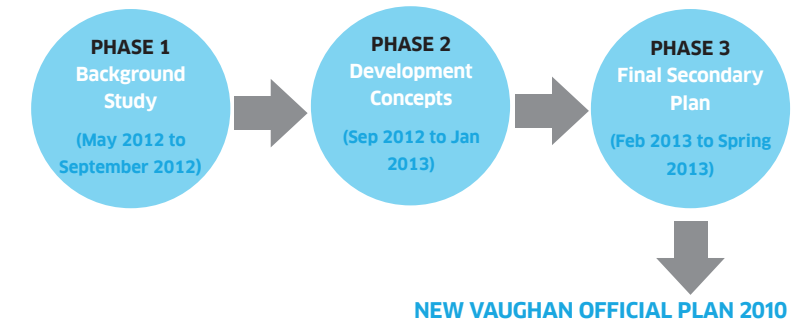 PHASE 1
Background
Study
(May 2012 to
September 2012)
PHASE 2
Development
Concepts
(Sep 2012 to Jan
2013)
PHASE 3
Final Secondary
Plan
(Feb 2013 to Spring
2013)
NEW VAUGHAN OFFICIAL PLAN 2010